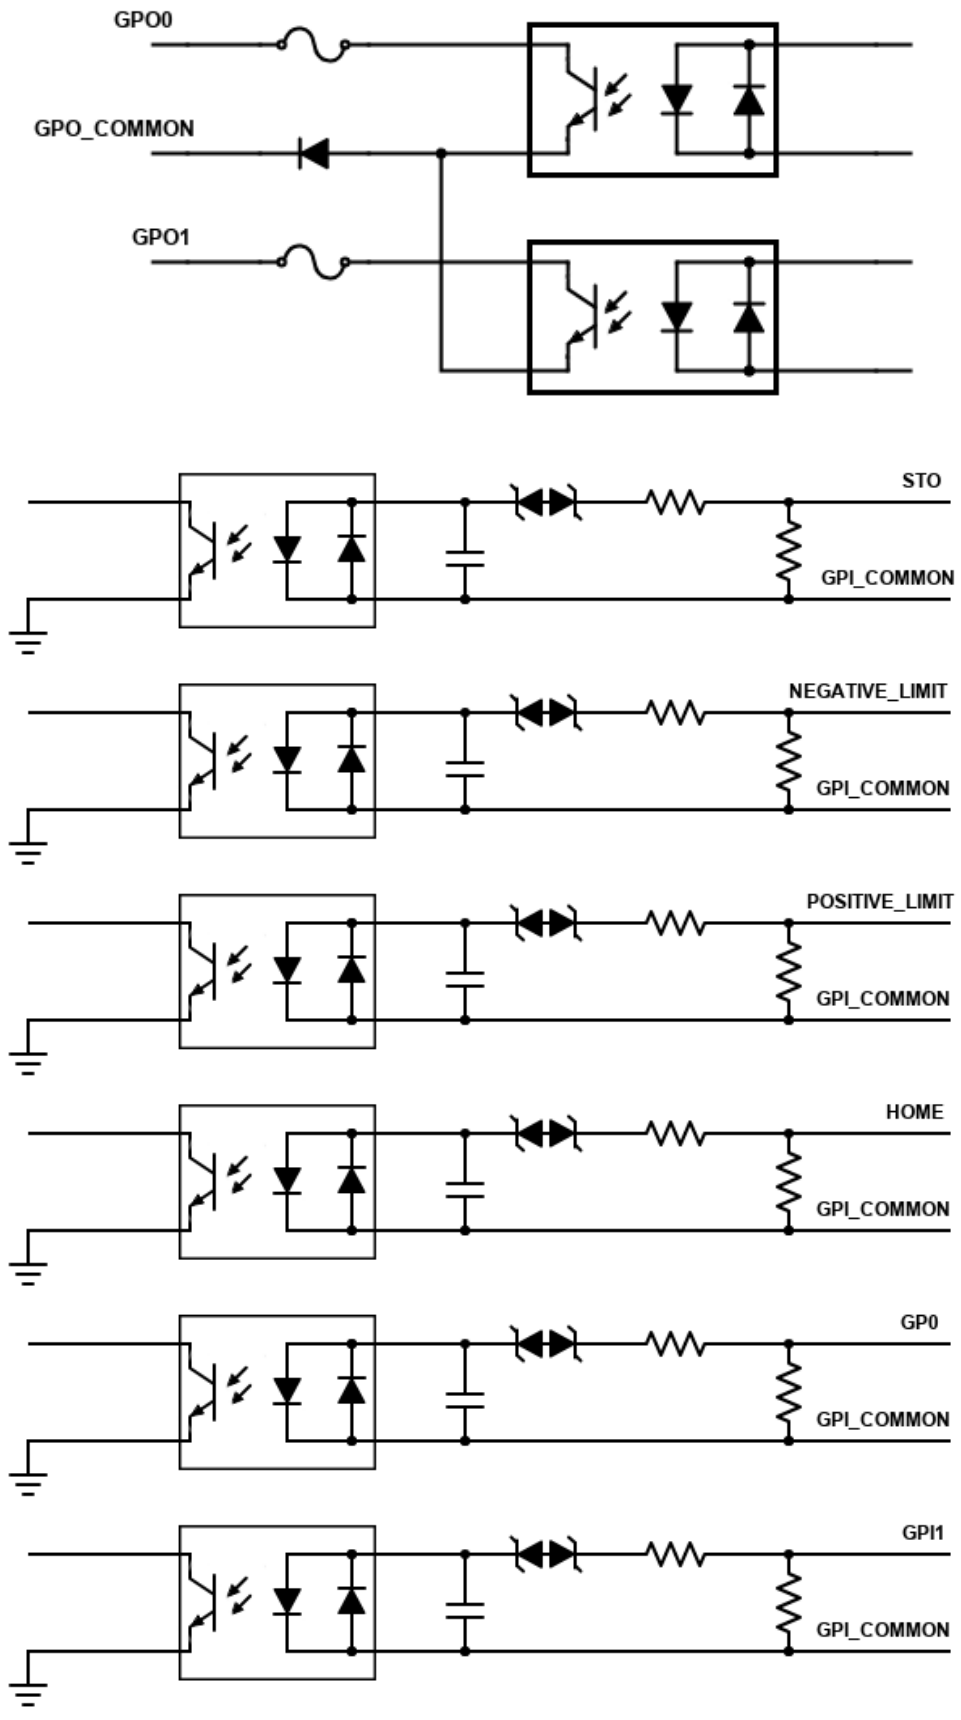 GPO0
GPO_COMMON
GPO1
STO
GPI_COMMON
NEGATIVE_LIMIT
GPI_COMMON
POSITIVE_LIMIT
GPI_COMMON
HOME
GPI_COMMON
GP0
GPI_COMMON
GPI1
GPI_COMMON